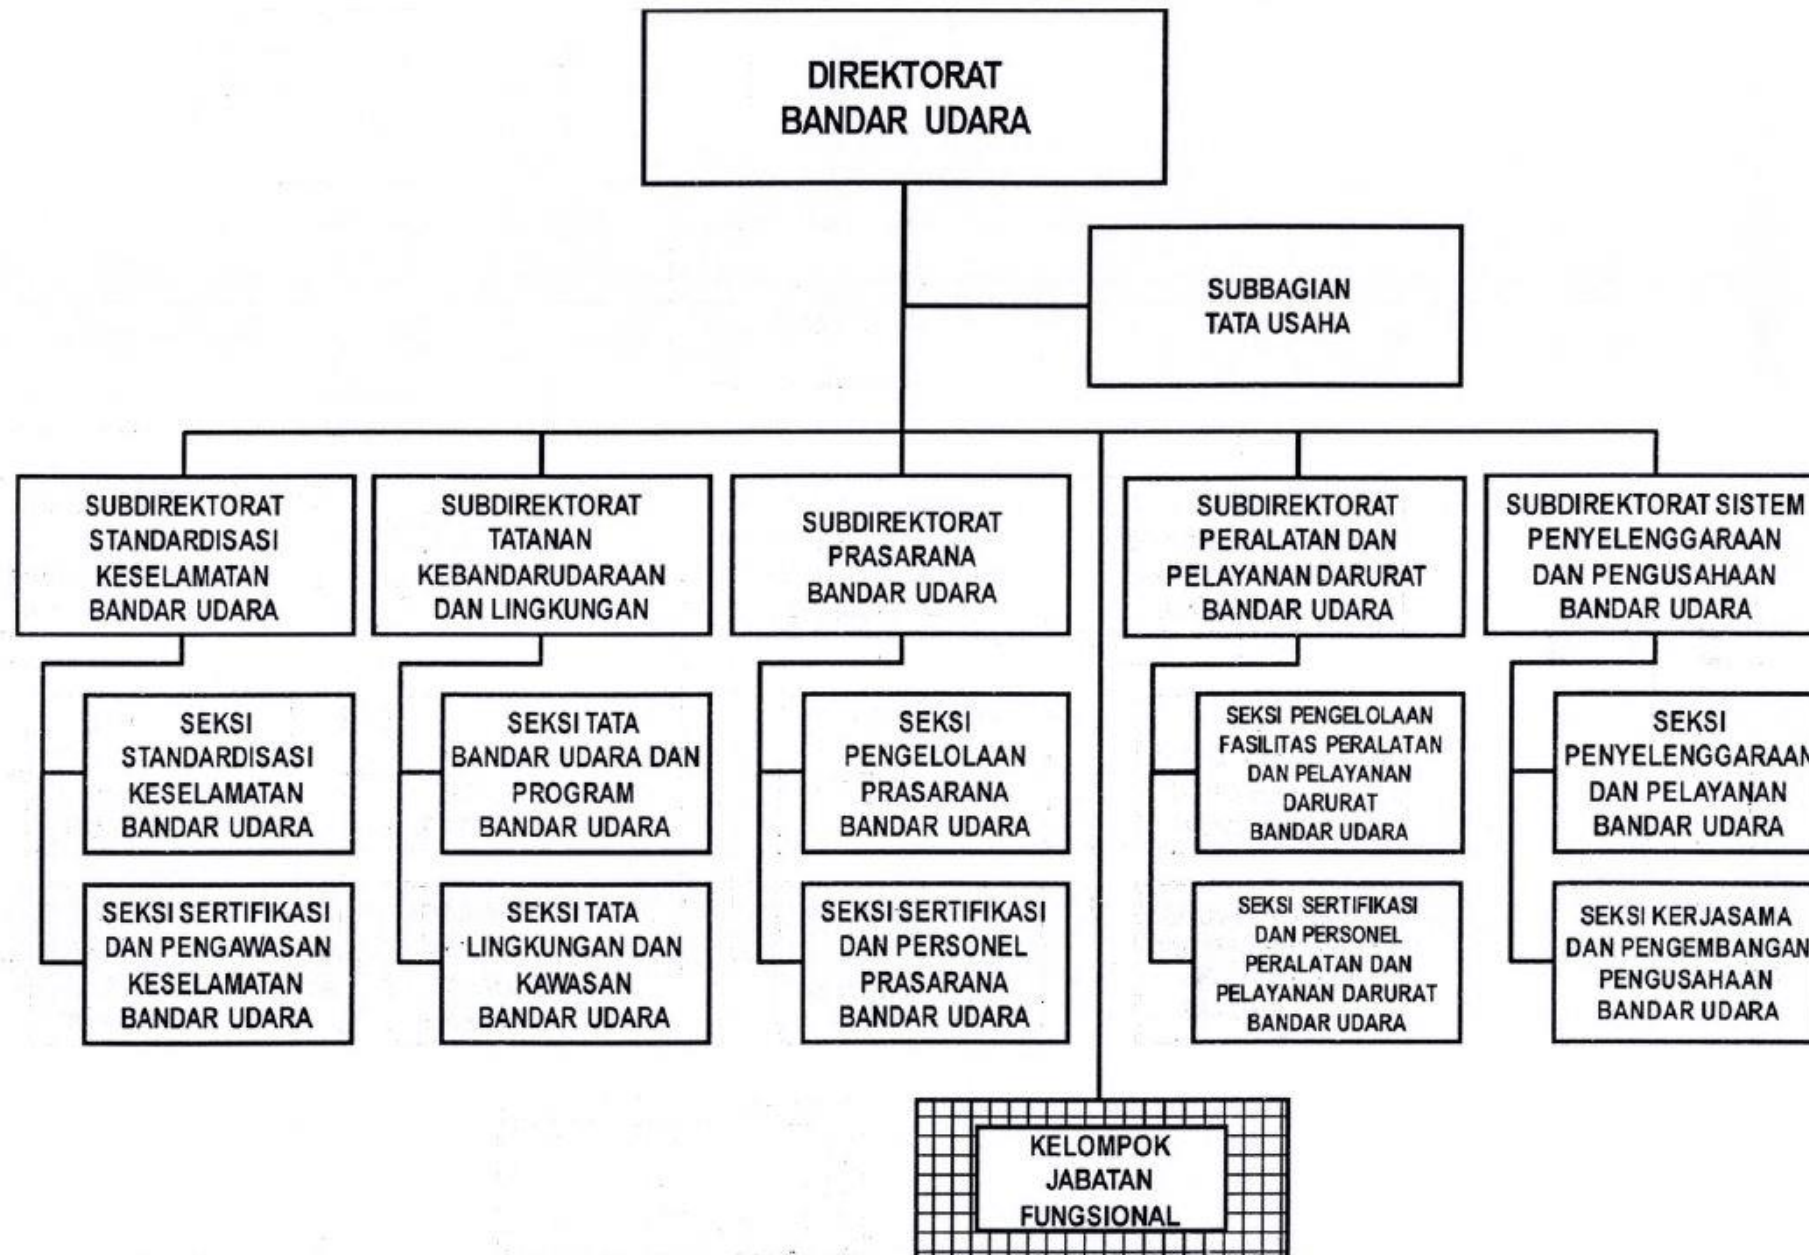 DIREKTORAT
BANDAR UDARA
SUBBAGIAN
TATA USAHA
SUBDIREKTORAT
STANDARDISASI
KESELAMATAN
BANDAR UDARA
SUBDIREKTORAT
TATANAN
KEBANDARUDARAAN
DAN LINGKUNGAN
SUBDIREKTORAT
PRASARANA
BANDAR UDARA
SUBDIREKTORAT
PERALATAN DAN
PELAYANAN DARURAT
BANDAR UDARA
SUBDIREKTORAT SISTEM
PENYELENGGARAAN
DAN PENGUSAHAAN
BANDAR UDARA
SEKSI
STANDARDISASI
KESELAMATAN
BANDAR UDARA
SEKSI TATA
BANDAR UDARA DAN
PROGRAM
BANDAR UDARA
SEKSI
PENGELOLAAN
PRASARANA
BANDAR UDARA
SEKSI PENGELOLAAN
FASILITAS PERALATAN
DAN PELAYANAN
DARURAT
BANDAR UDARA
SEKSI
PENYELENGGARAAN
DAN PELAYANAN
BANDAR UDARA
SEKSI SERTIFIKASI
DAN PENGAWASAN
KESELAMATAN
BANDAR UDARA
SEKSI TATA
LINGKUNGAN DAN
KAWASAN
BANDAR UDARA
SEKSI SERTIFIKASI
DAN PERSONEL
PRASARANA
BANDAR UDARA
SEKSI SERTIFIKASI
DAN PERSONEL
PERALATAN DAN
PELAYANAN DARURAT
BANDAR UDARA
SEKSI KERJASAMA
DAN PENGEMBANGAN
PENGUSAHAAN
BANDAR UDARA
KELOMPOK
JABATAN
FUNGSIONAL